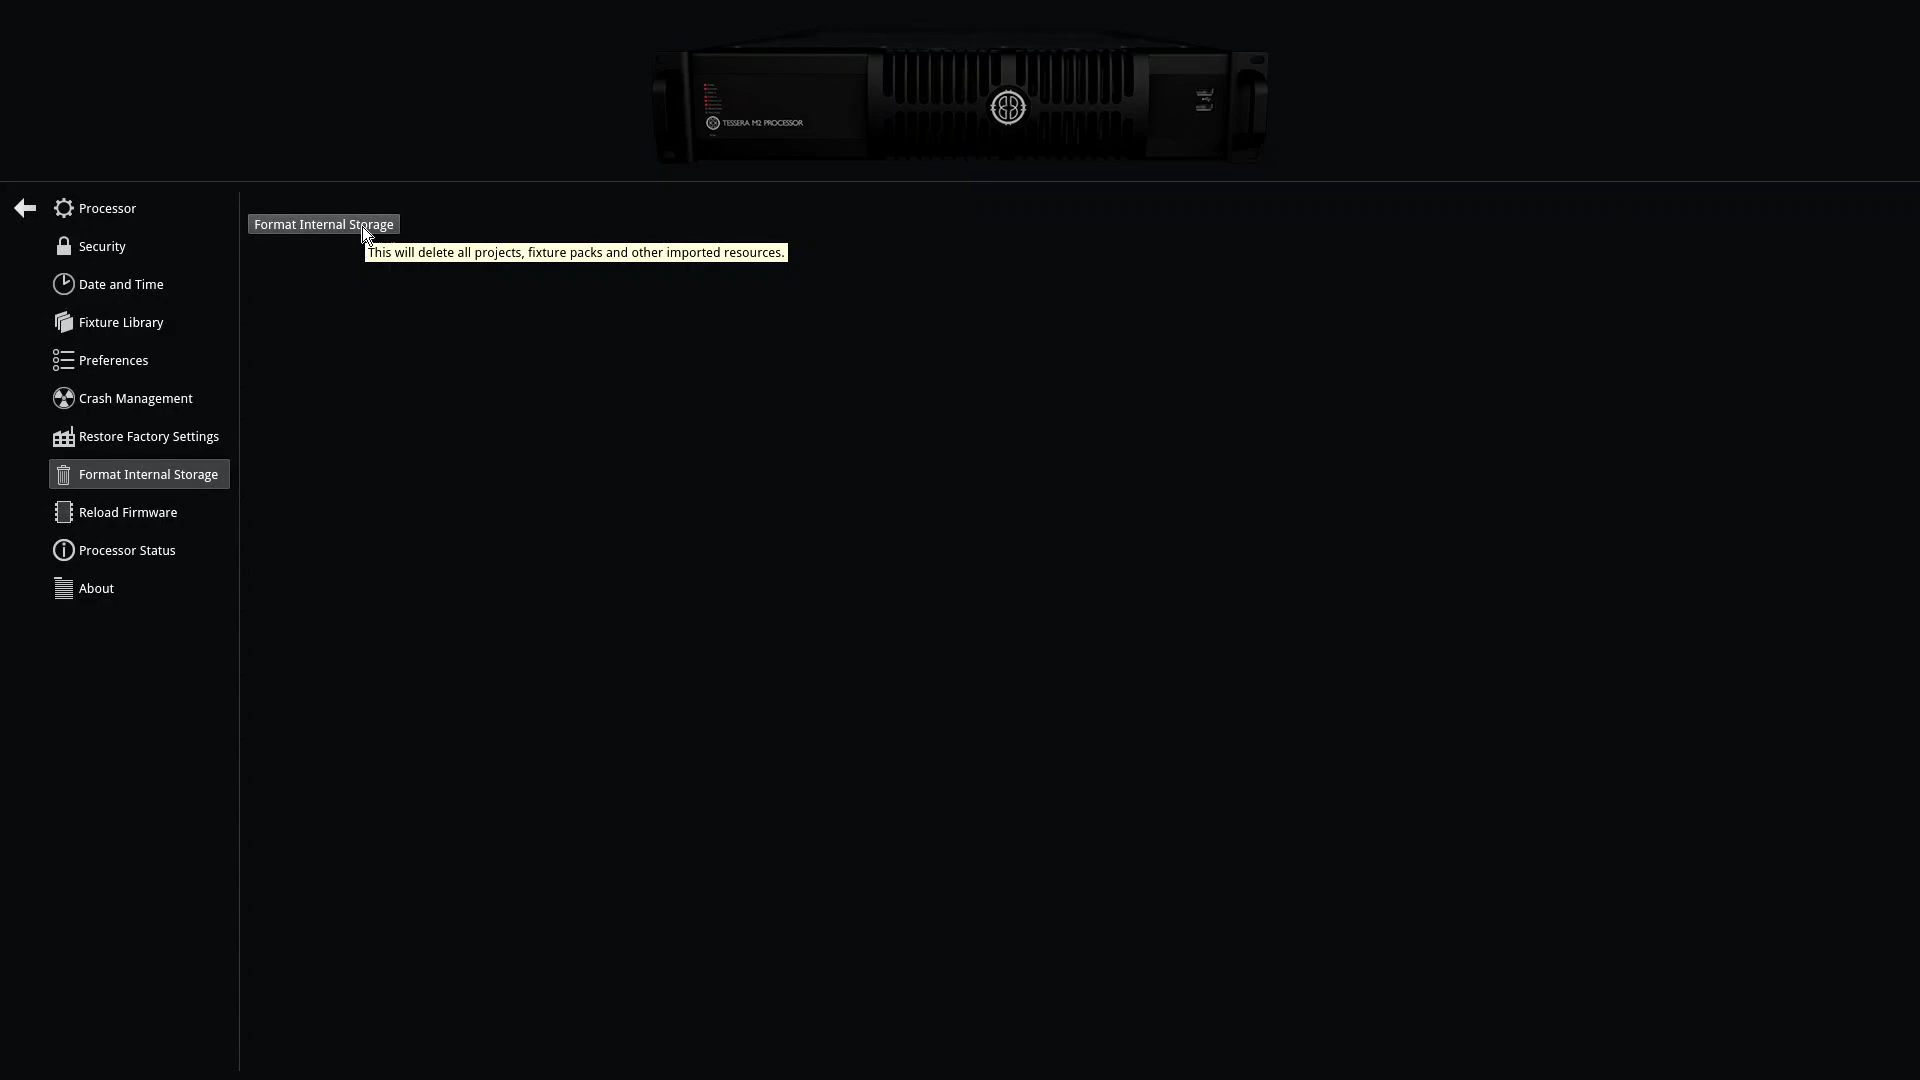 TESSERA M2 PROCESSOR
Processor
Security
Date and Time
Fixture Library
Preferences
Crash Management
Restore Factory Settings
Format Internal Storage
Reload Firmware
Processor Status
About
Format Internal Storage
This will delete all projects, fixture packs and other imported resources.